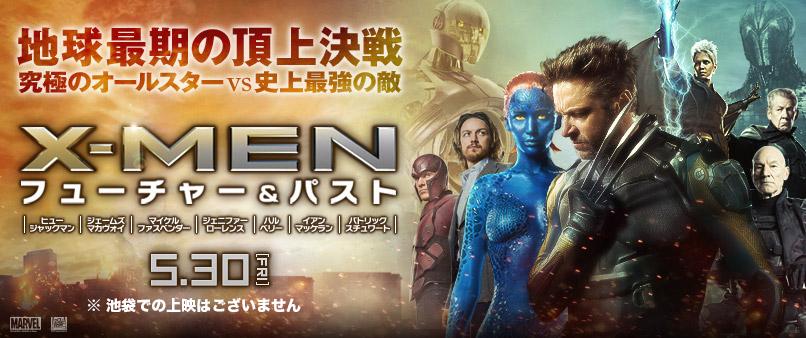 地球最期の頂上決戦
究極のオールスターvs史上最強の敵
X-MEN
フューチャー&パスト
ヒュー ジャックマン | ジェームズ マカヴォイ | マイケル ファスベンダー | ジェニファー ローレンス | ハル ベリー | イアン マッケラン | パトリック スチュワート
5.30[FRI]
※ 池袋での上映はございません
MARVEL